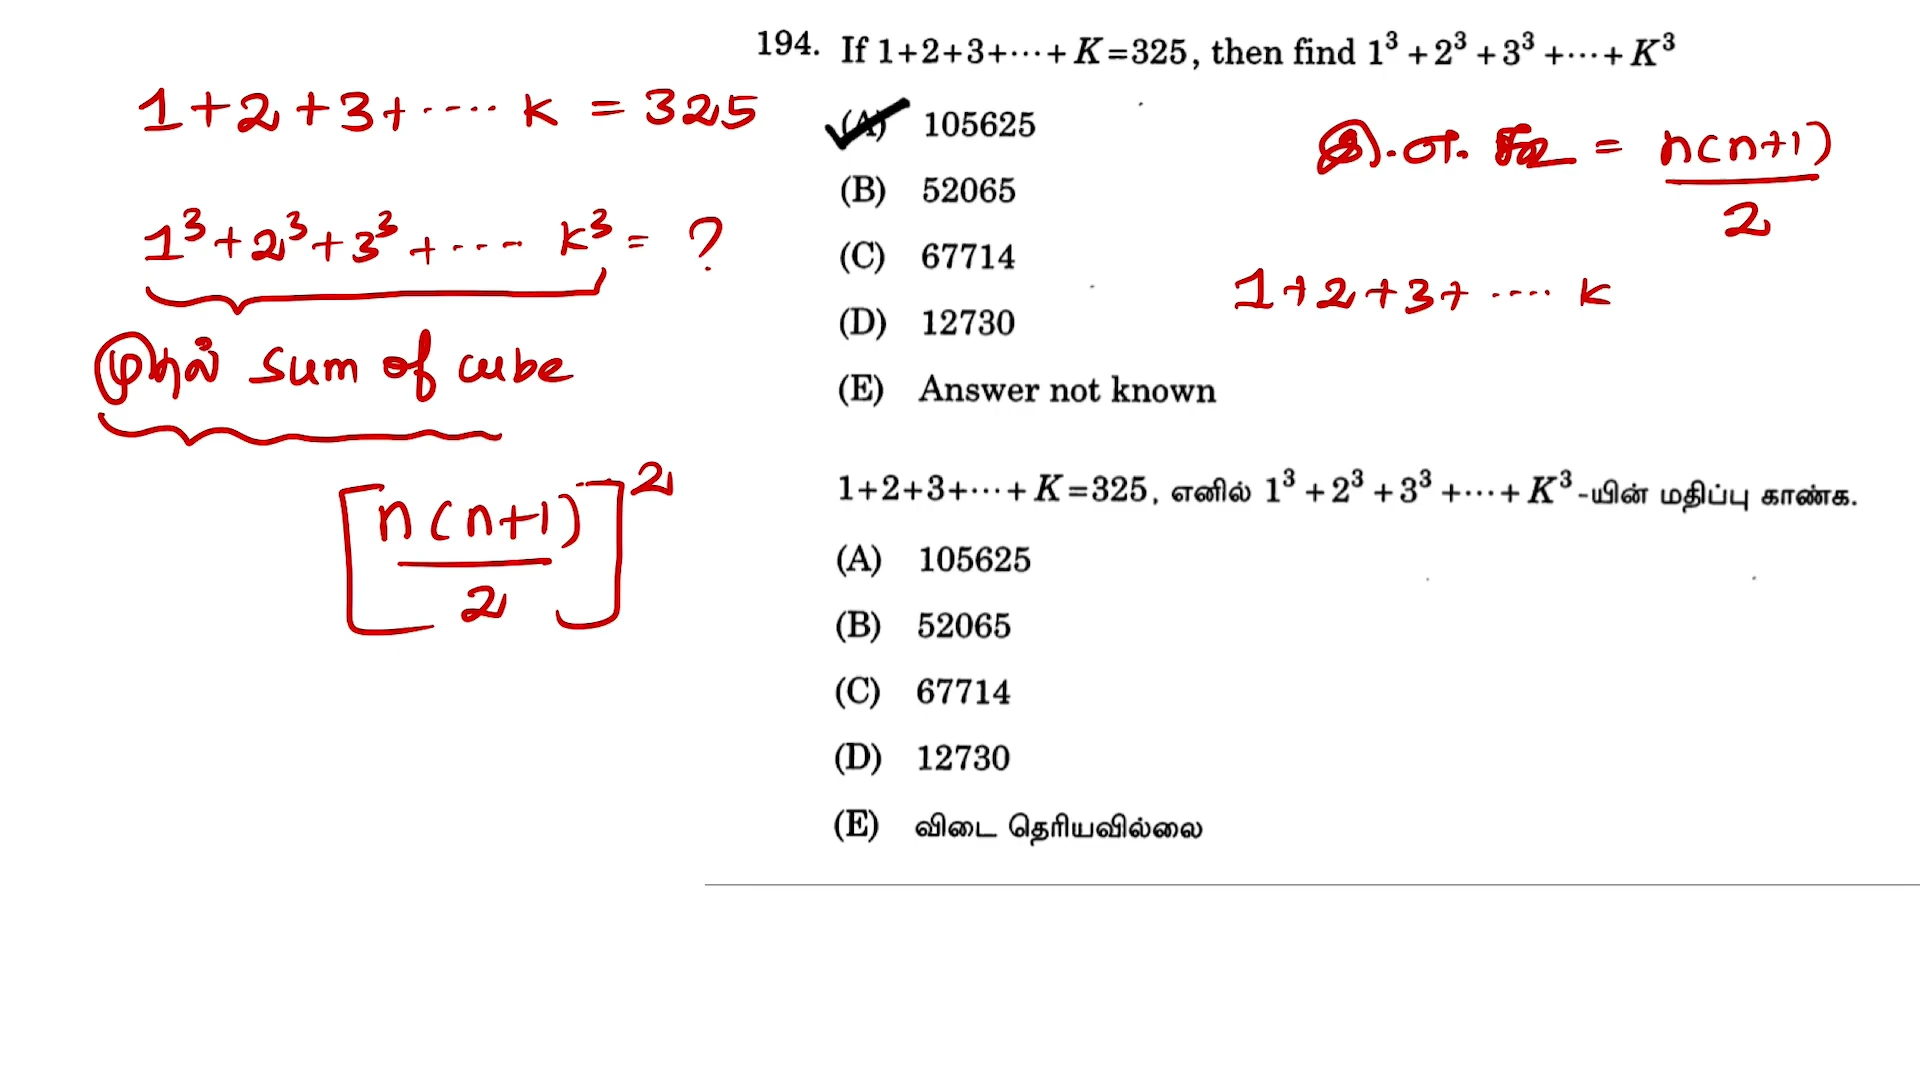 194. If 1+2+3+⋯+K=325, then find 1³+2³+3³+⋯+K³
(A) 105625
(B) 52065
(C) 67714
(D) 12730
(E) Answer not known
1+2+3+⋯+K=325, எனில் 1³+2³+3³+⋯+K³-யின் மதிப்பு காண்க.
(A) 105625
(B) 52065
(C) 67714
(D) 12730
(E) விடை தெரியவில்லை
1+2+3+.... k = 325
1³+2³+3³+.... k³ = ?
முதல் sum of cube
[n(n+1)/2]²
இ.எ. = n(n+1)/2
1+2+3+.... k